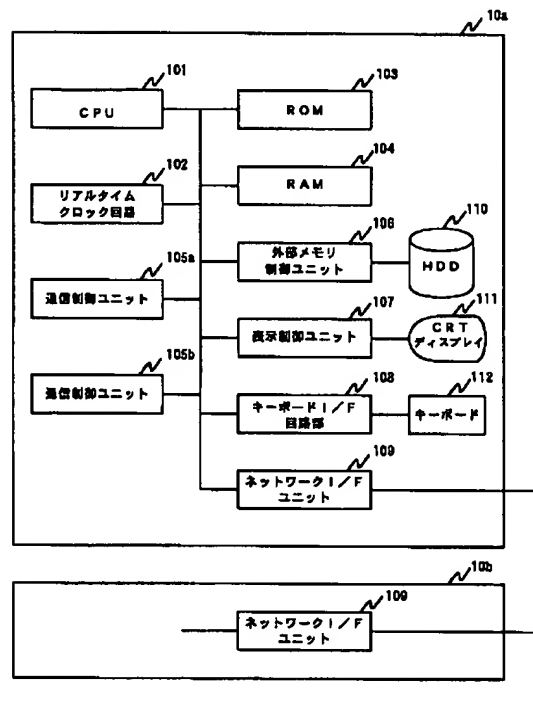 10a
101
CPU
103
ROM
102
リアルタイム
クロック回路
104
RAM
106
外部メモリ
制御ユニット
110
HDD
105a
通信制御ユニット
107
表示制御ユニット
111
CRT
ディスプレイ
105b
通信制御ユニット
108
キーボードI/F
回路部
112
キーボード
109
ネットワークI/F
ユニット
10b
109
ネットワークI/F
ユニット